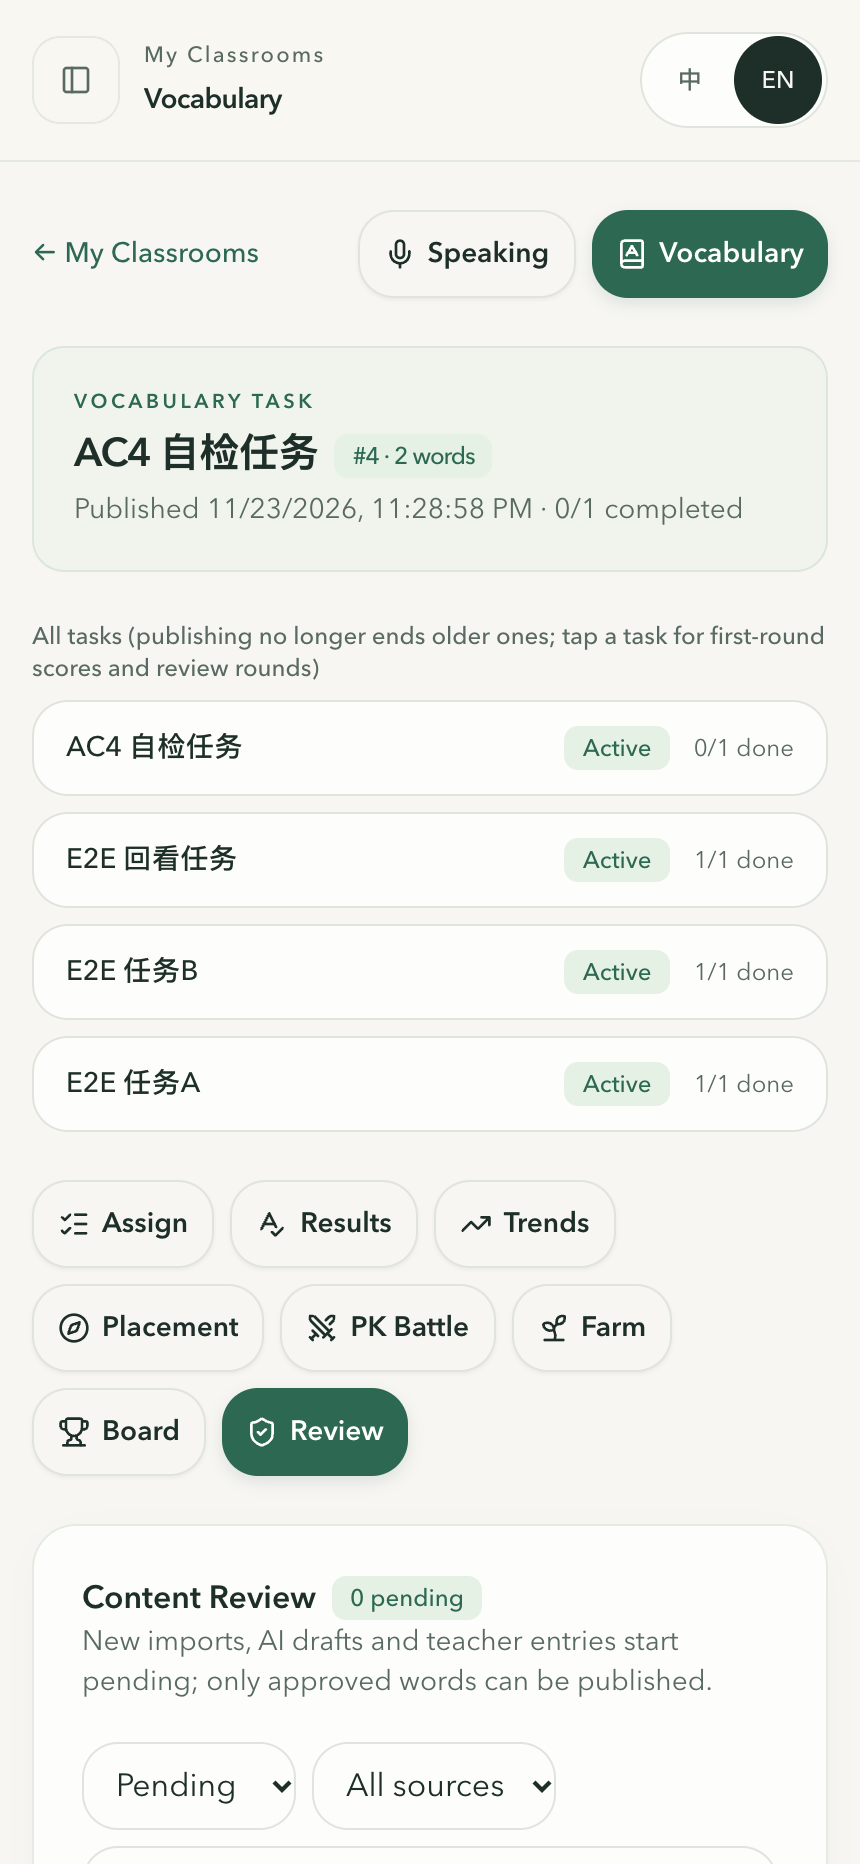 My Classrooms
Vocabulary
中
EN
← My Classrooms
Speaking
Vocabulary
VOCABULARY TASK
AC4 自检任务
#4 · 2 words
Published 11/23/2026, 11:28:58 PM · 0/1 completed
All tasks (publishing no longer ends older ones; tap a task for first-round
scores and review rounds)
AC4 自检任务
Active
0/1 done
E2E 回看任务
Active
1/1 done
E2E 任务B
Active
1/1 done
E2E 任务A
Active
1/1 done
Assign
Results
Trends
Placement
PK Battle
Farm
Board
Review
Content Review
0 pending
New imports, AI drafts and teacher entries start
pending; only approved words can be published.
Pending
All sources